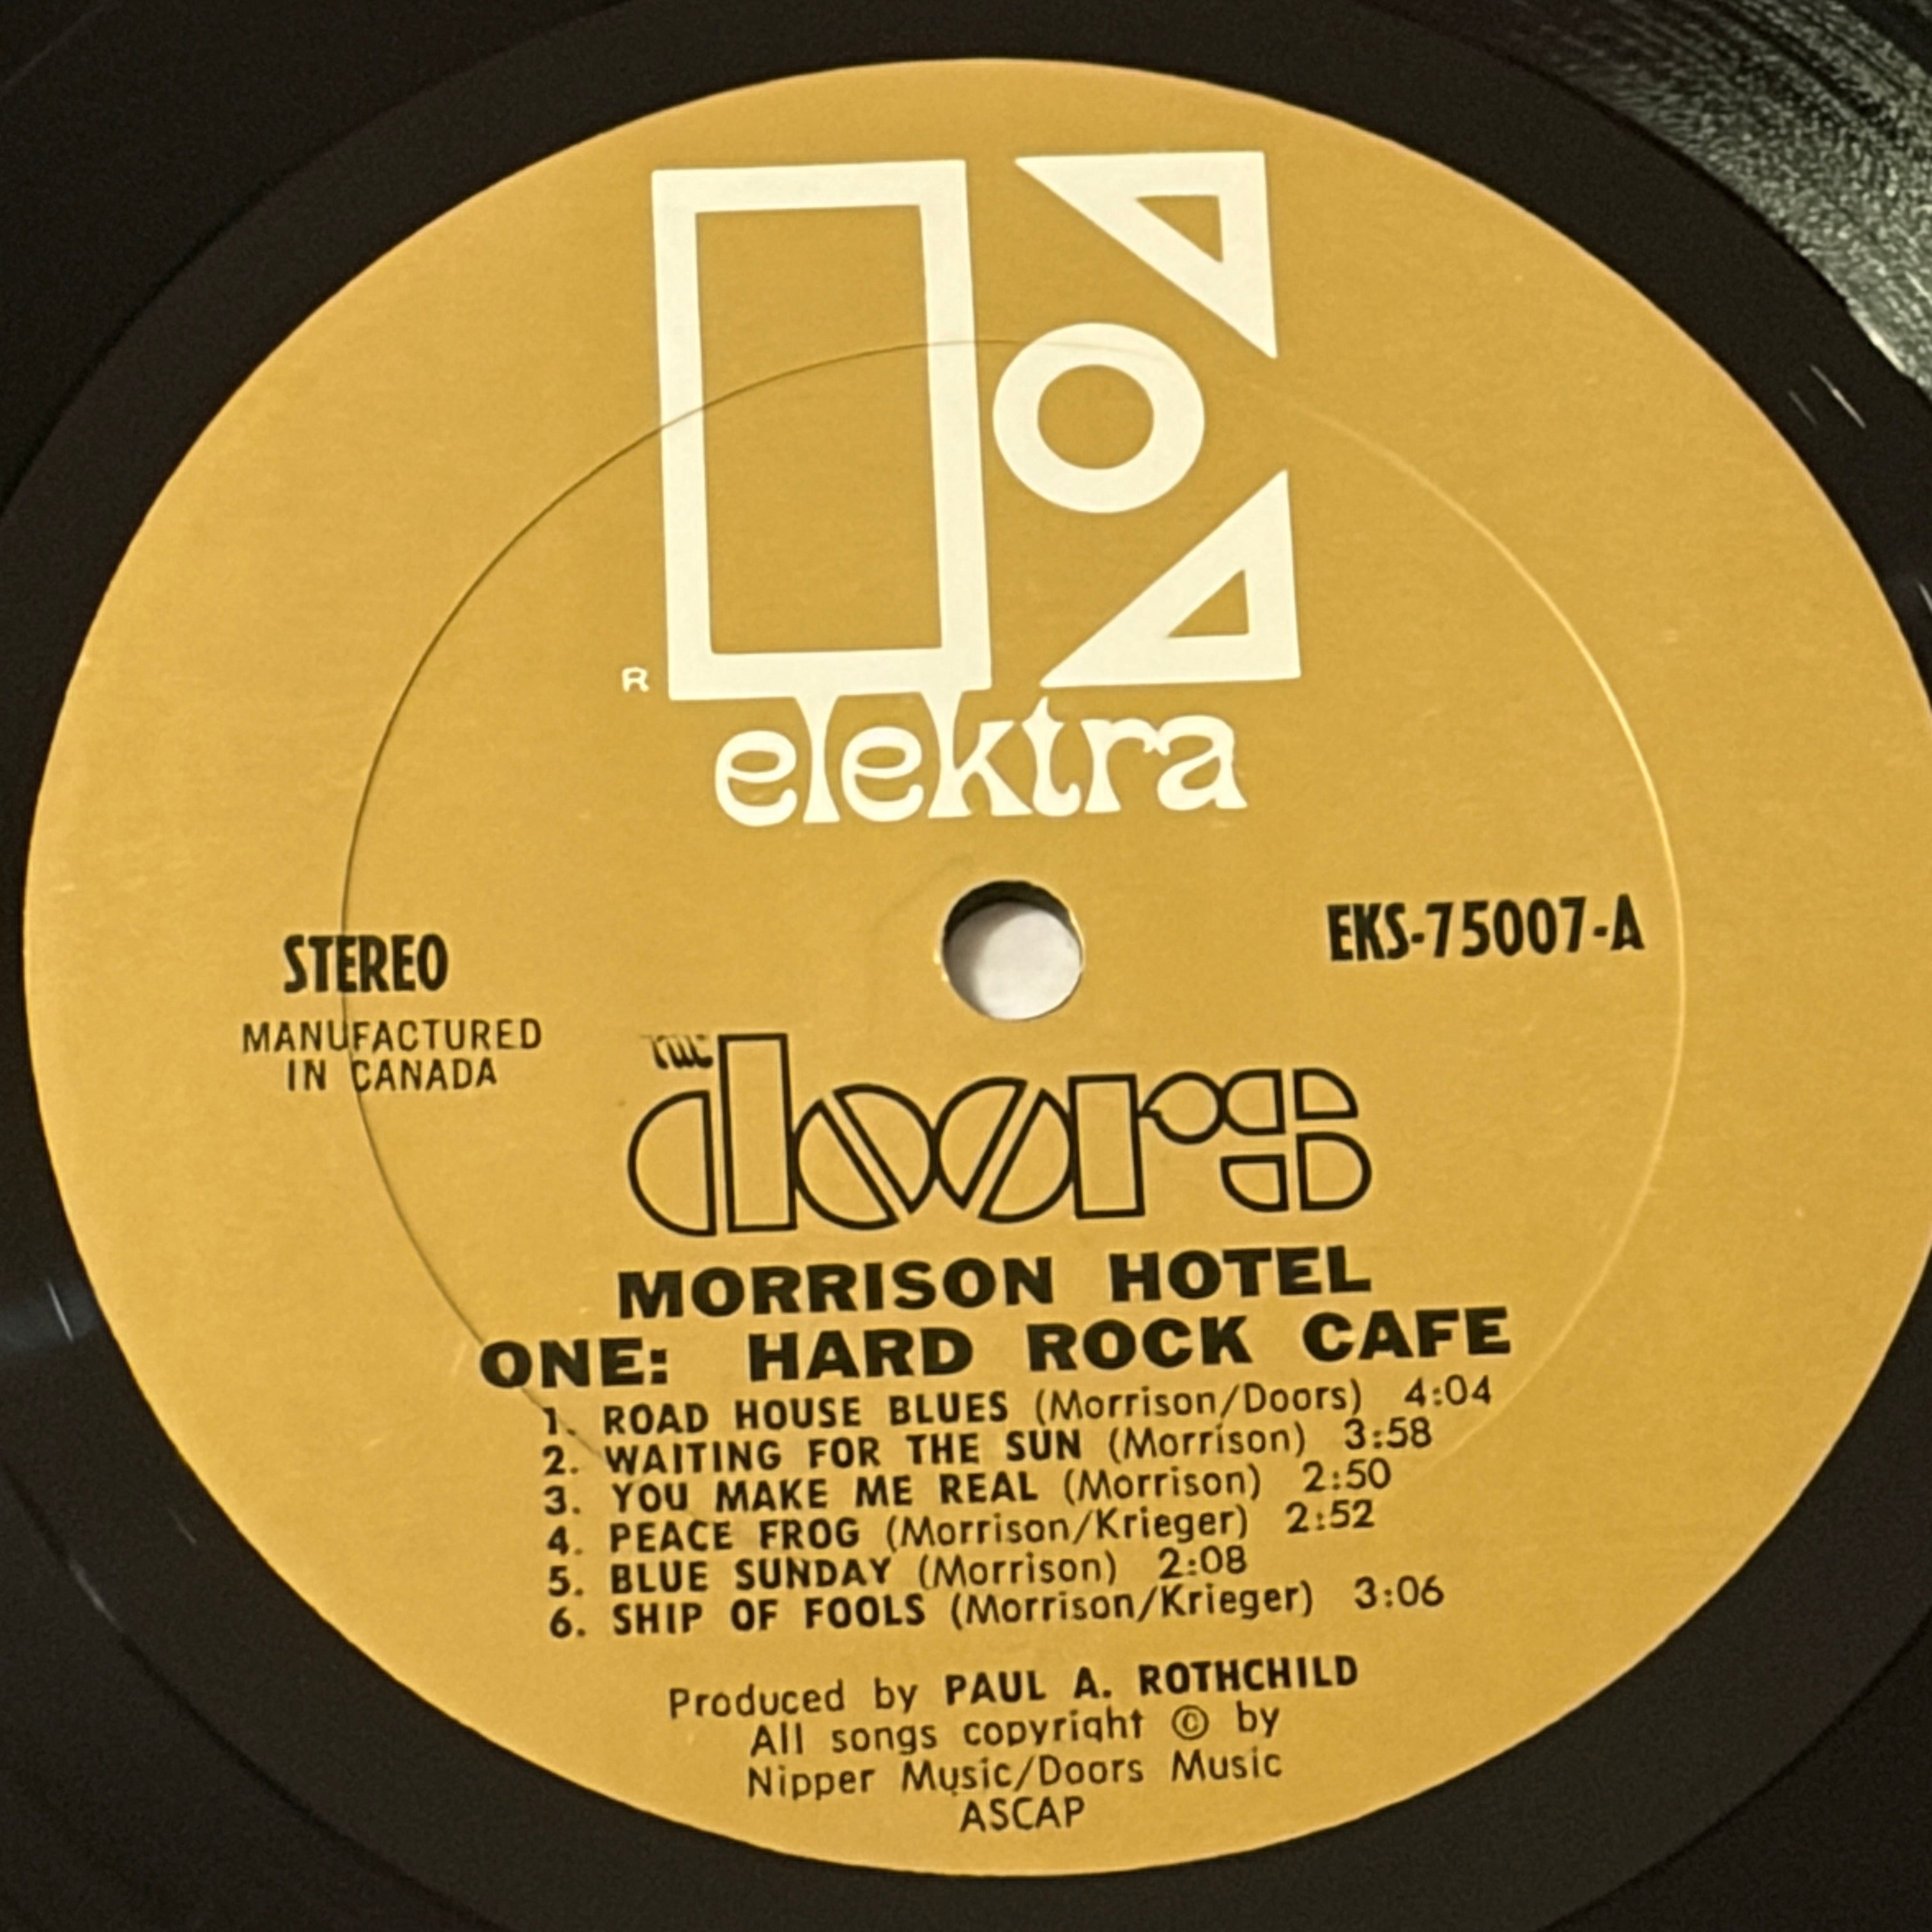 R
elektra
STEREO
EKS-75007-A
MANUFACTURED
IN CANADA
THE
doors
MORRISON HOTEL
ONE: HARD ROCK CAFE
1. ROAD HOUSE BLUES (Morrison/Doors) 4:04
2. WAITING FOR THE SUN (Morrison) 3:58
3. YOU MAKE ME REAL (Morrison) 2:50
4. PEACE FROG (Morrison/Krieger) 2:52
5. BLUE SUNDAY (Morrison) 2:08
6. SHIP OF FOOLS (Morrison/Krieger) 3:06
Produced by PAUL A. ROTHCHILD
All songs copyright © by
Nipper Music/Doors Music
ASCAP